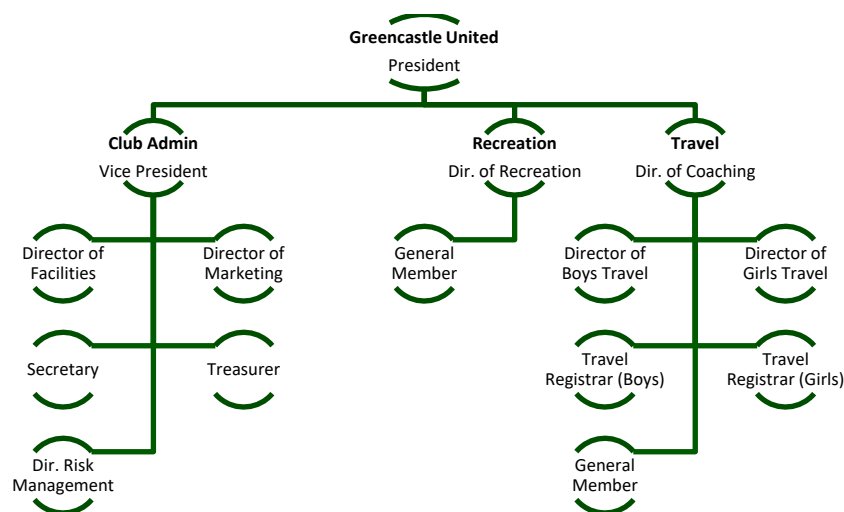 Greencastle United
President
Club Admin
Vice President
Recreation
Dir. of Recreation
Travel
Dir. of Coaching
Director of
Facilities
Director of
Marketing
General
Member
Director of
Boys Travel
Director of
Girls Travel
Secretary
Treasurer
Travel
Registrar (Boys)
Travel
Registrar (Girls)
Dir. Risk
Management
General
Member